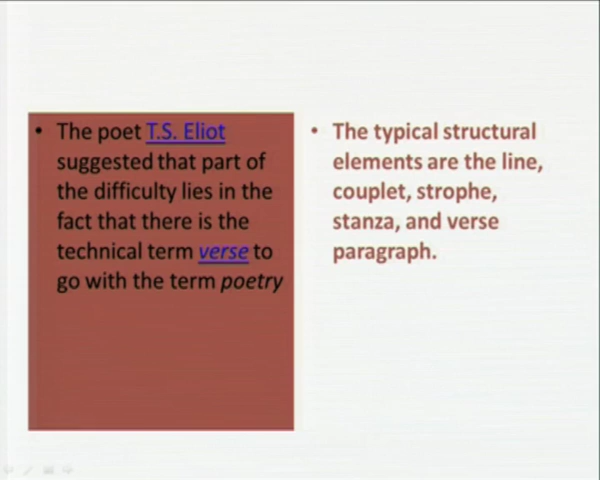 • The poet T.S. Eliot
suggested that part of
the difficulty lies in the
fact that there is the
technical term verse to
go with the term poetry
• The typical structural
elements are the line,
couplet, strophe,
stanza, and verse
paragraph.